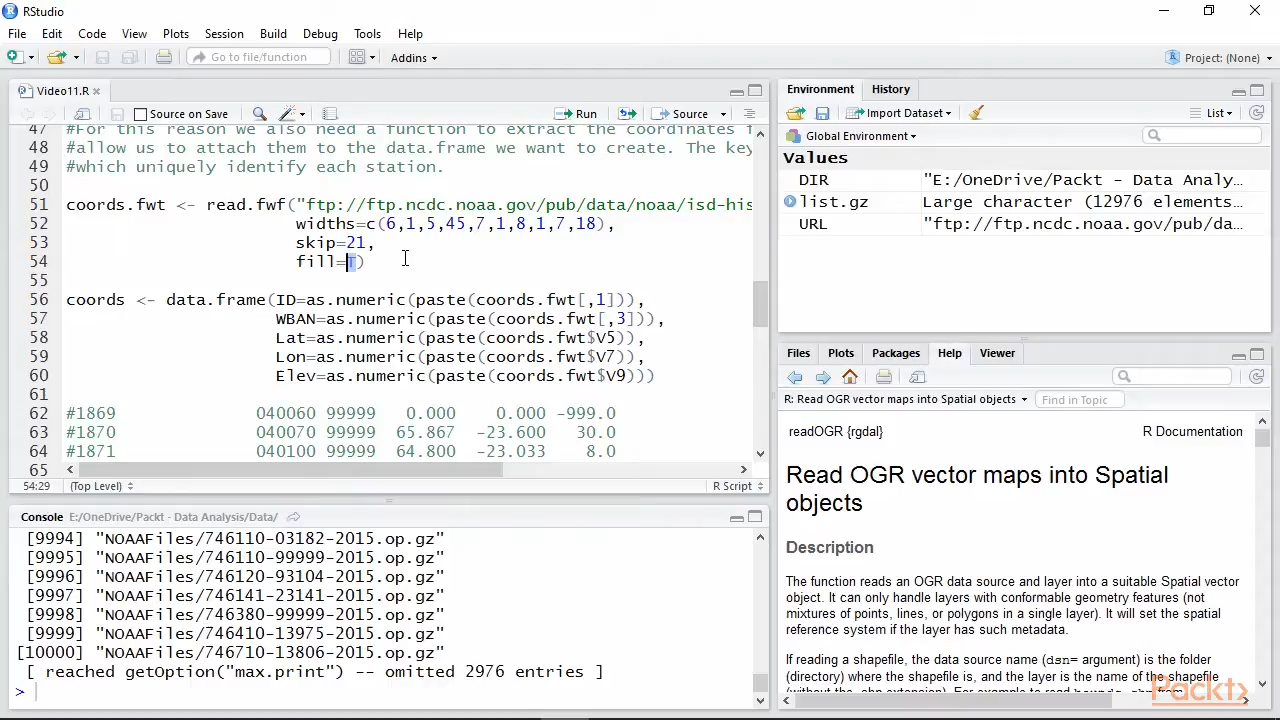 RStudio
File Edit Code View Plots Session Build Debug Tools Help
Go to file/function Addins Project: (None)
Video11.R
Source on Save Run Source
47 #For this reason we also need a function to extract the coordinates f
48 #allow us to attach them to the data.frame we want to create. The key
49 #which uniquely identify each station.
50
51 coords.fwt <- read.fwf("ftp://ftp.ncdc.noaa.gov/pub/data/noaa/isd-his
52 widths=c(6,1,5,45,7,1,8,1,7,18),
53 skip=21,
54 fill=T)
55
56 coords <- data.frame(ID=as.numeric(paste(coords.fwt[,1])),
57 WBAN=as.numeric(paste(coords.fwt[,3])),
58 Lat=as.numeric(paste(coords.fwt$V5)),
59 Lon=as.numeric(paste(coords.fwt$V7)),
60 Elev=as.numeric(paste(coords.fwt$V9)))
61
62 #1869 040060 99999 0.000 0.000 -999.0
63 #1870 040070 99999 65.867 -23.600 30.0
64 #1871 040100 99999 64.800 -23.033 8.0
65
54:29 (Top Level) R Script
Console E:/OneDrive/Packt - Data Analysis/Data/
[9994] "NOAAFiles/746110-03182-2015.op.gz"
[9995] "NOAAFiles/746110-99999-2015.op.gz"
[9996] "NOAAFiles/746120-93104-2015.op.gz"
[9997] "NOAAFiles/746141-23141-2015.op.gz"
[9998] "NOAAFiles/746380-99999-2015.op.gz"
[9999] "NOAAFiles/746410-13975-2015.op.gz"
[10000] "NOAAFiles/746710-13806-2015.op.gz"
[ reached getOption("max.print") -- omitted 2976 entries ]
>
Environment History
Import Dataset List
Global Environment
Values
DIR "E:/OneDrive/Packt - Data Analy…
list.gz Large character (12976 elements…
URL "ftp://ftp.ncdc.noaa.gov/pub/da…
Files Plots Packages Help Viewer
R: Read OGR vector maps into Spatial objects Find in Topic
readOGR {rgdal} R Documentation
Read OGR vector maps into Spatial
objects
Description
The function reads an OGR data source and layer into a suitable Spatial vector
object. It can only handle layers with conformable geometry features (not
mixtures of points, lines, or polygons in a single layer). It will set the spatial
reference system if the layer has such metadata.
If reading a shapefile, the data source name (dsn= argument) is the folder
(directory) where the shapefile is, and the layer is the name of the shapefile
Packt